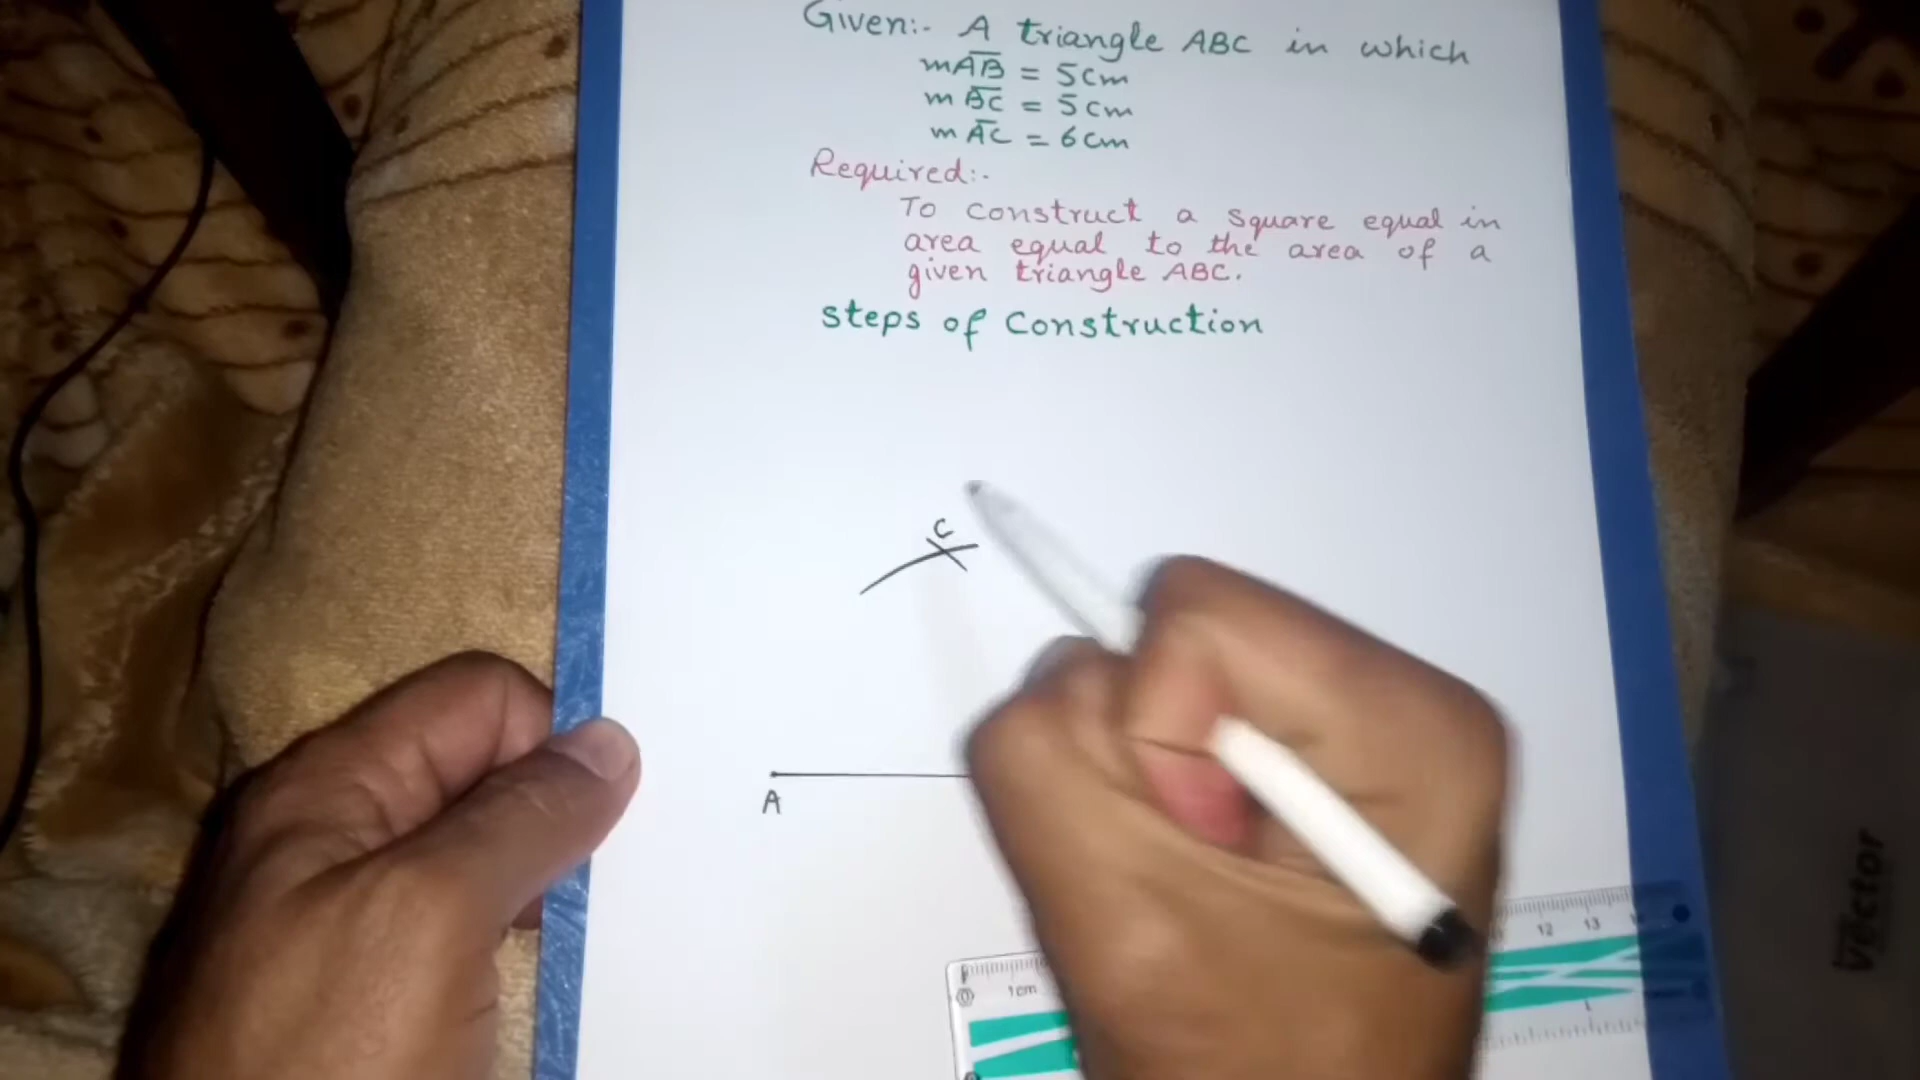 Given:- A triangle ABC in which
mAB = 5cm
mBC = 5cm
mAC = 6cm
Required:-
To construct a square equal in
area equal to the area of a
given triangle ABC.
Steps of Construction
C
A
12 13
1cm
Vector